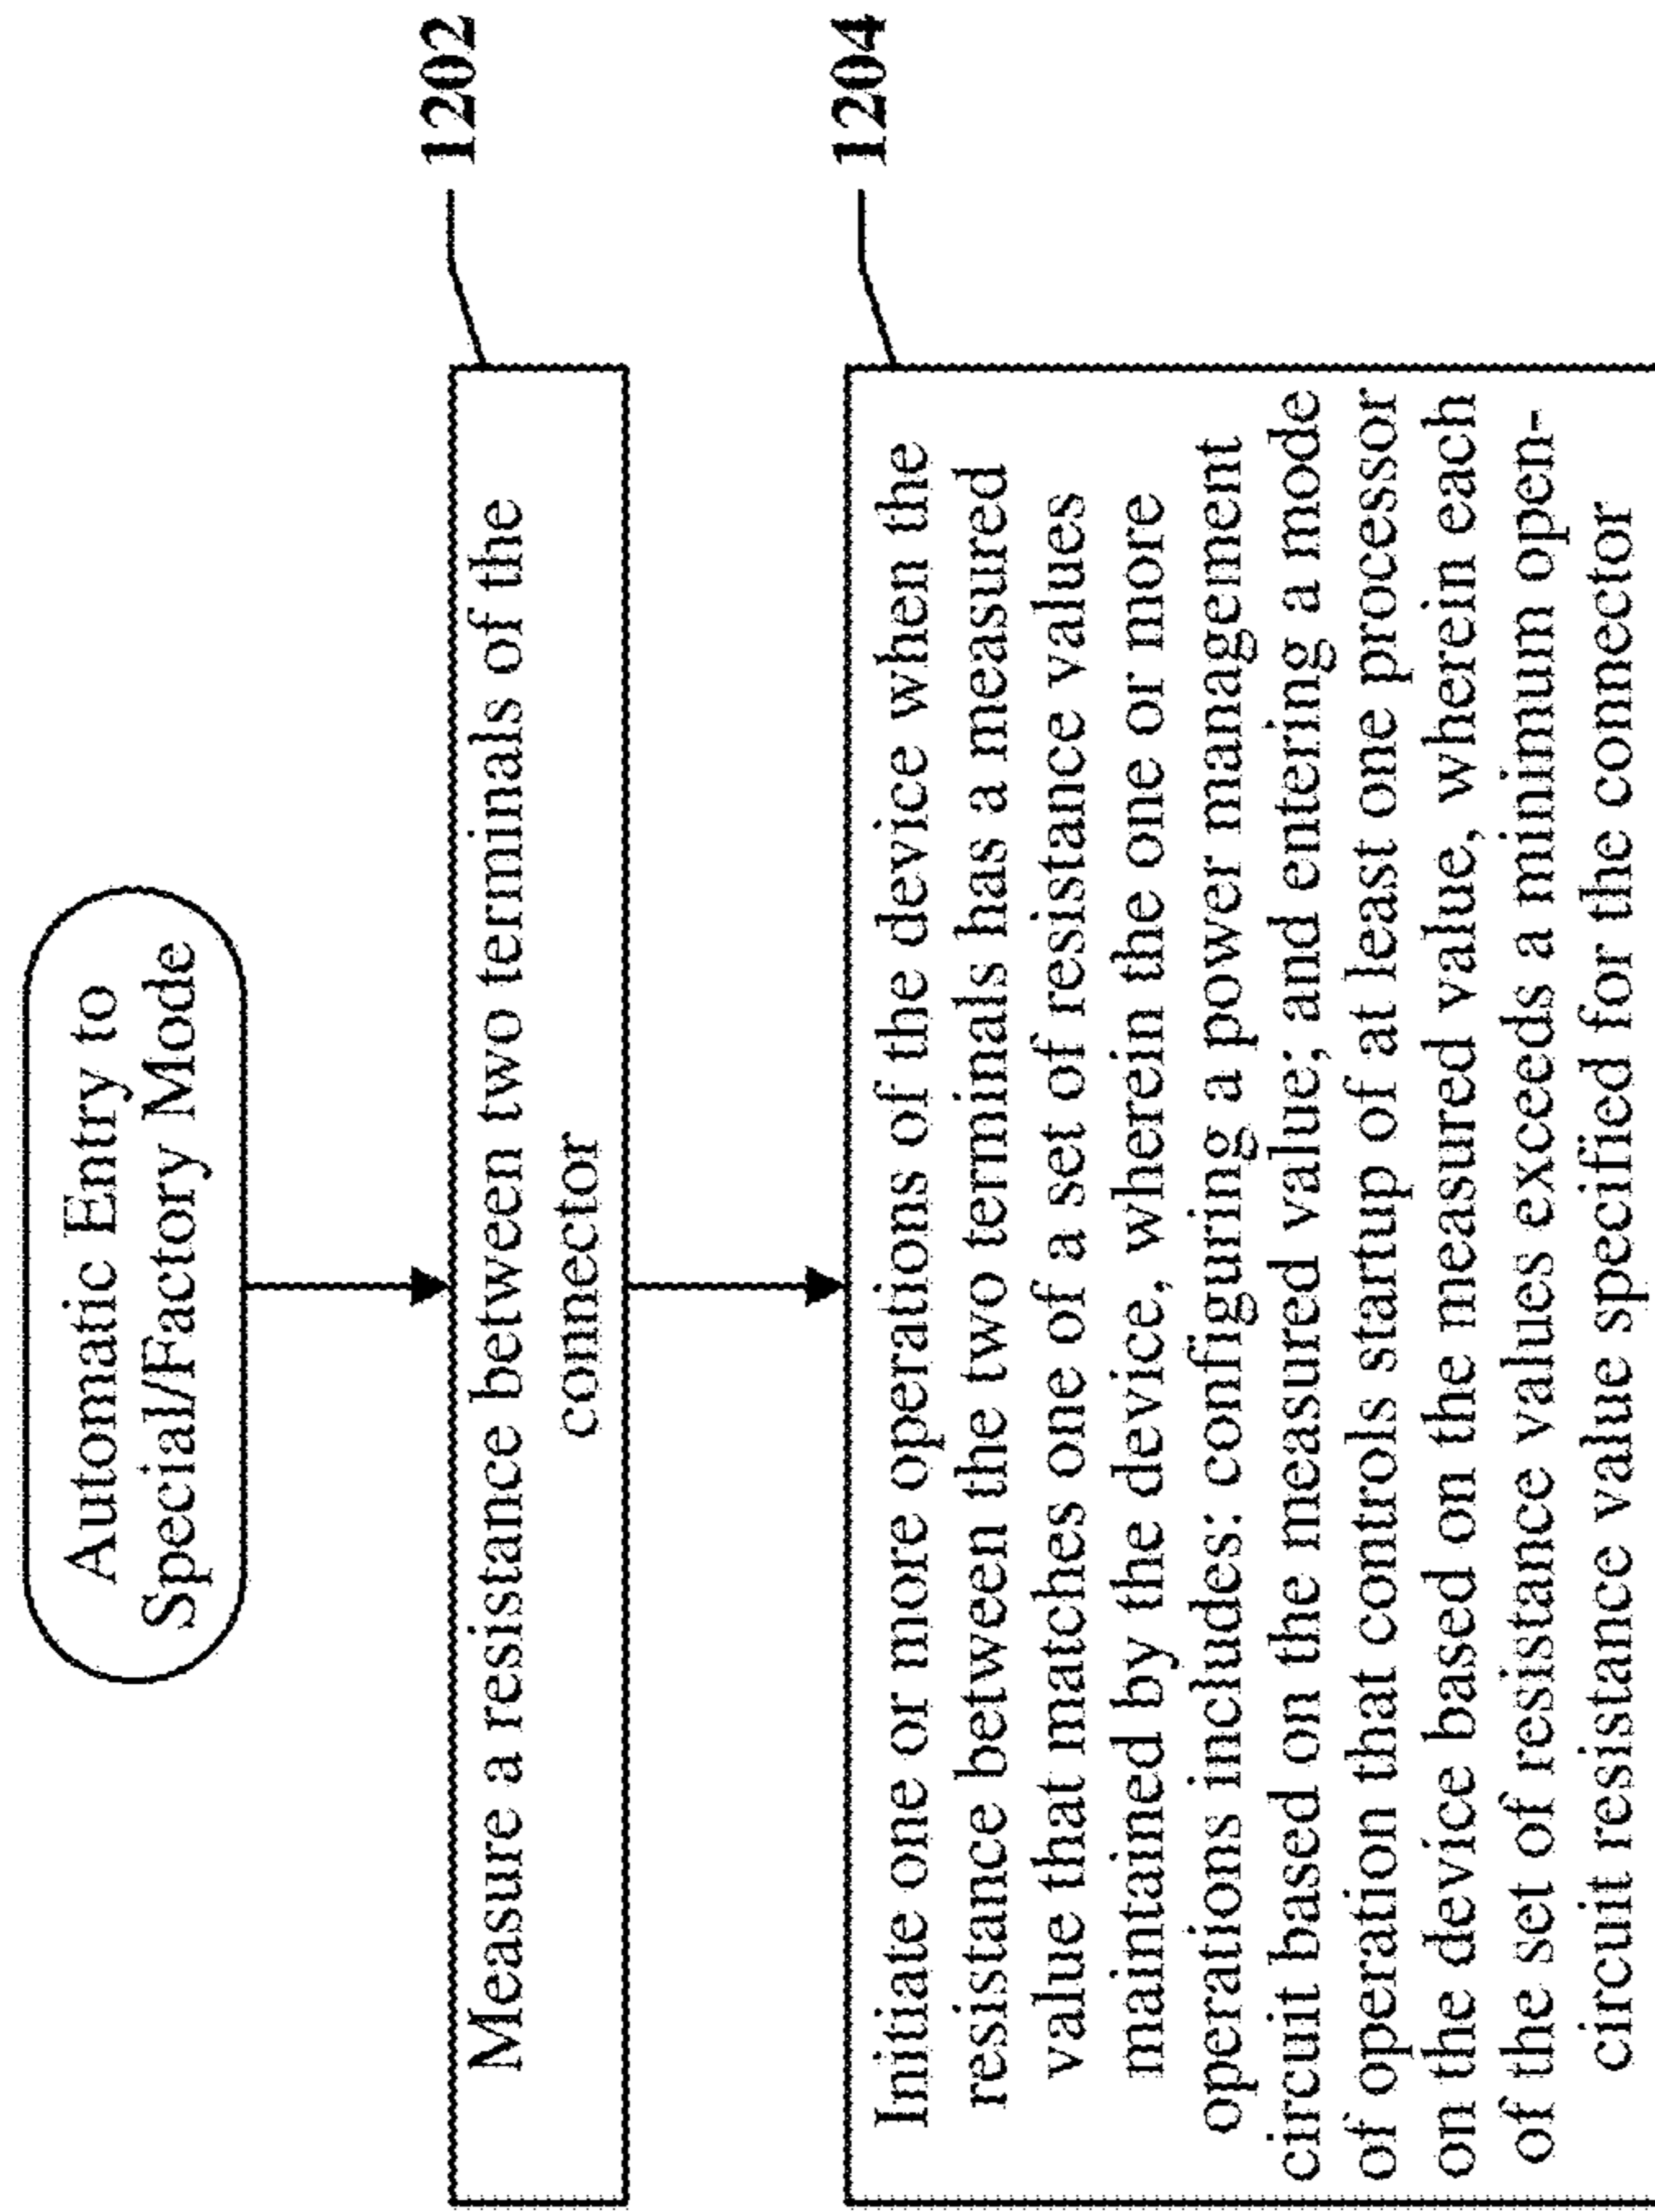 Automatic Entry to
Special/Factory Mode
1202
Measure a resistance between two terminals of the
connector
1204
Initiate one or more operations of the device when the
resistance between the two terminals has a measured
value that matches one of a set of resistance values
maintained by the device, wherein the one or more
operations includes: configuring a power management
circuit based on the measured value; and entering a mode
of operation that controls startup of at least one processor
on the device based on the measured value, wherein each
of the set of resistance values exceeds a minimum open-
circuit resistance value specified for the connector